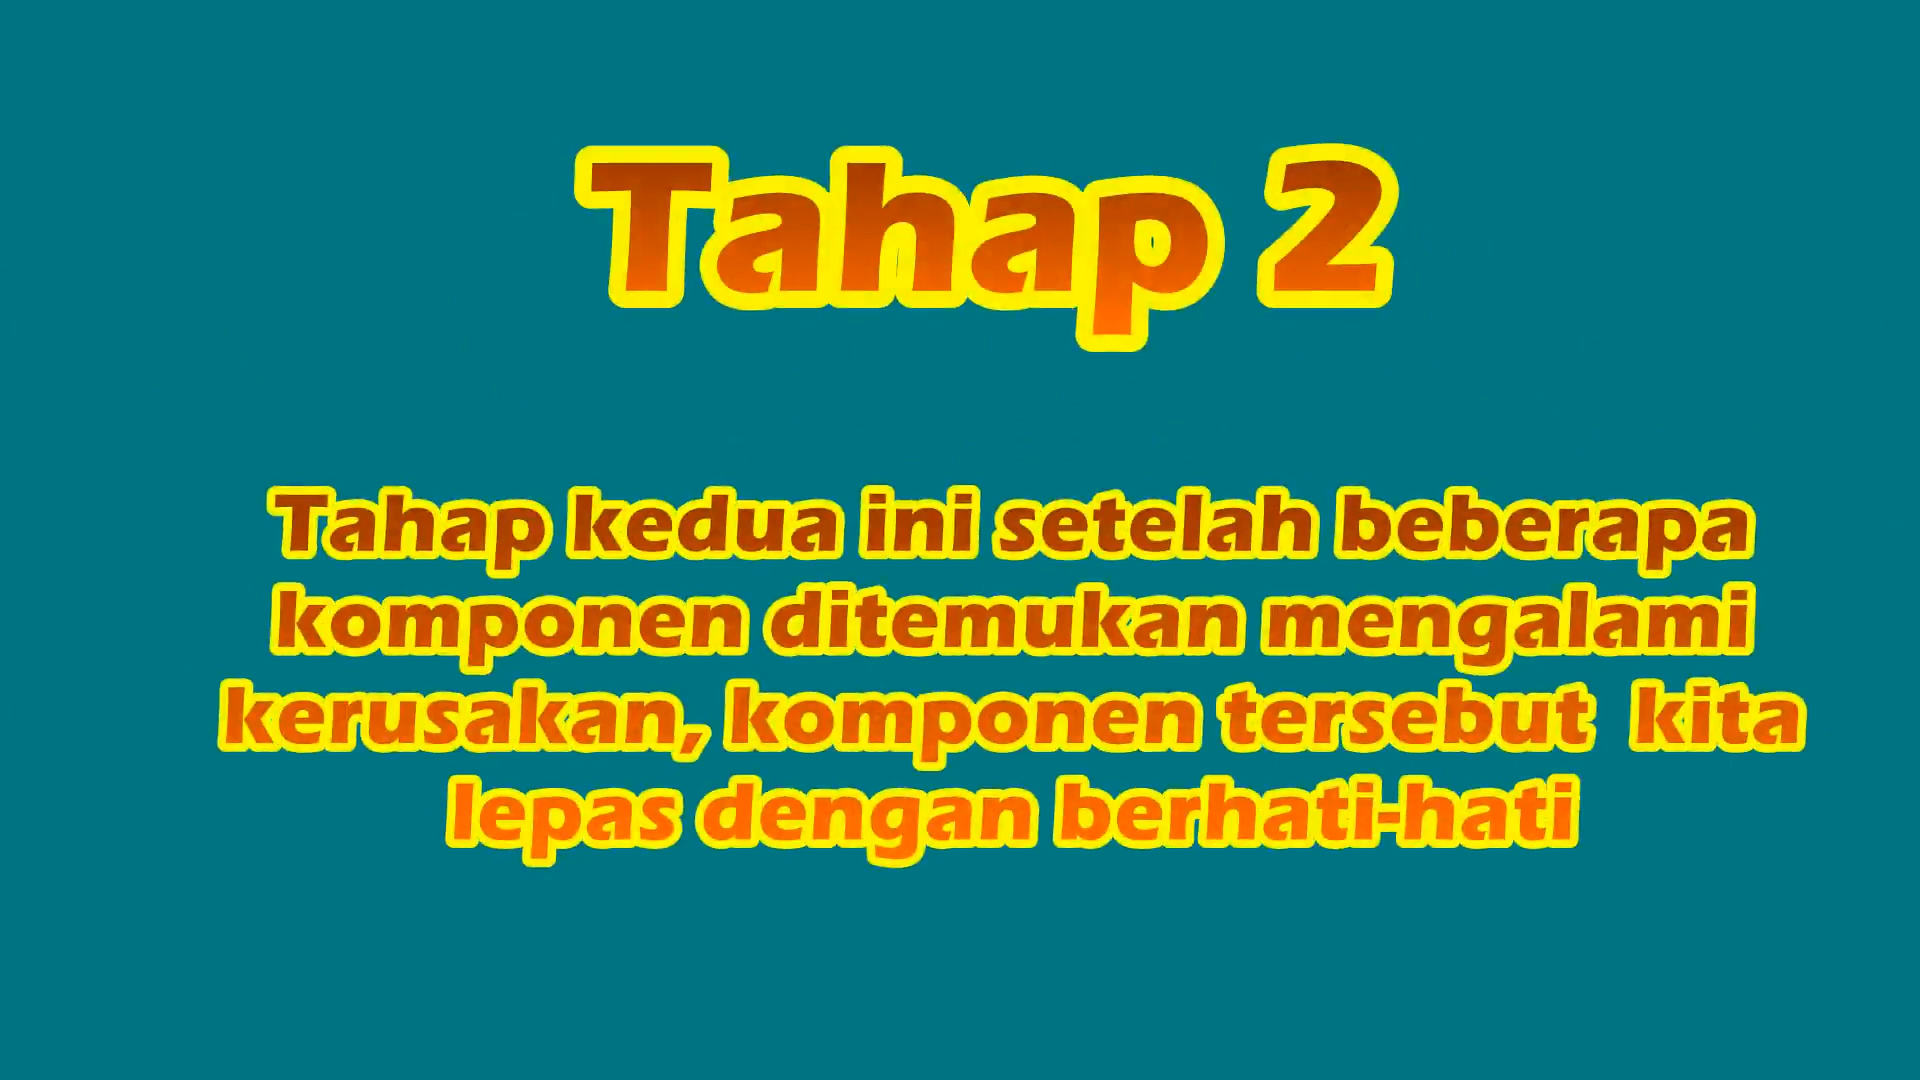 Tahap 2
Tahap kedua ini setelah beberapa
komponen ditemukan mengalami
kerusakan, komponen tersebut  kita
lepas dengan berhati-hati